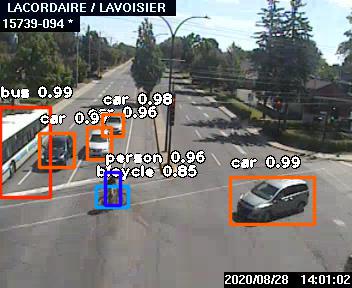 LACORDAIRE / LAVOISIER
15739-094 *
bus 0.99
car 0.98
car 0.96
person 0.96
bicycle 0.85
car 0.99
2020/08/28 14:01:02